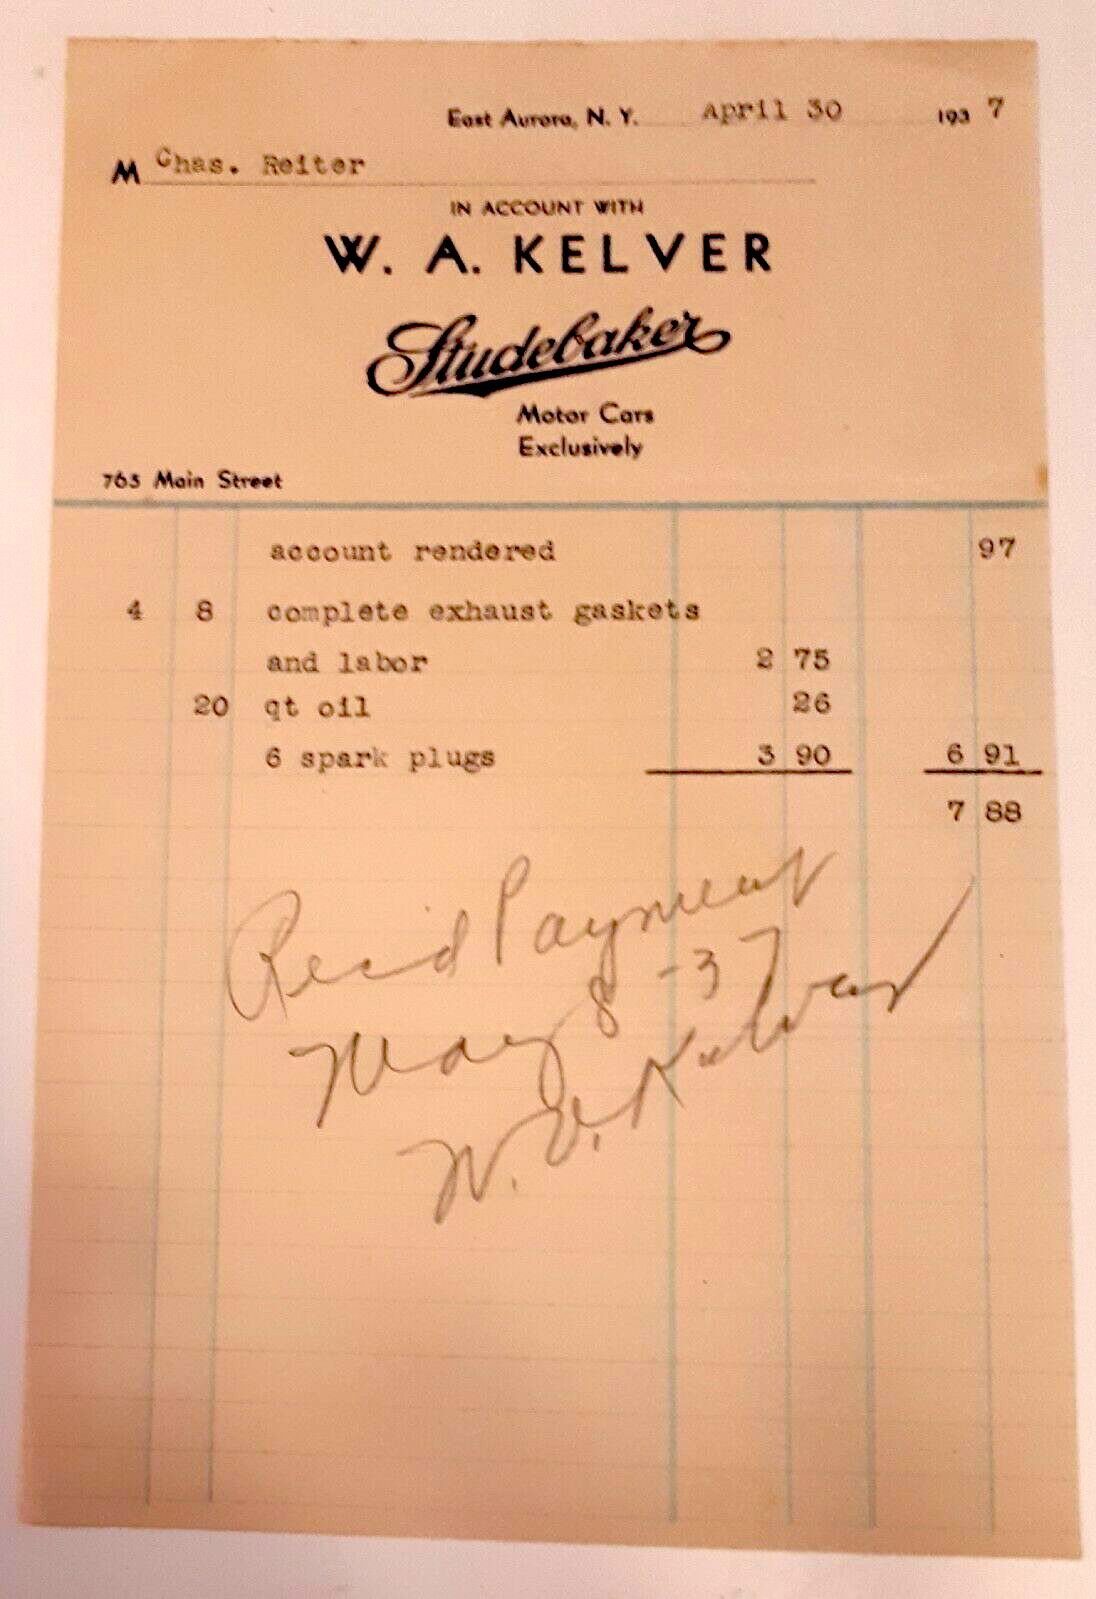 East Aurora, N. Y. April 30 1937
M Chas. Reiter
IN ACCOUNT WITH
W. A. KELVER
Studebaker
Motor Cars
Exclusively
765 Main Street
account rendered 97
4 8 complete exhaust gaskets
and labor 2 75
20 qt oil 26
6 spark plugs 3 90 6 91
7 88
Rec'd Payment
May 8 - 37
W. A. Kelver